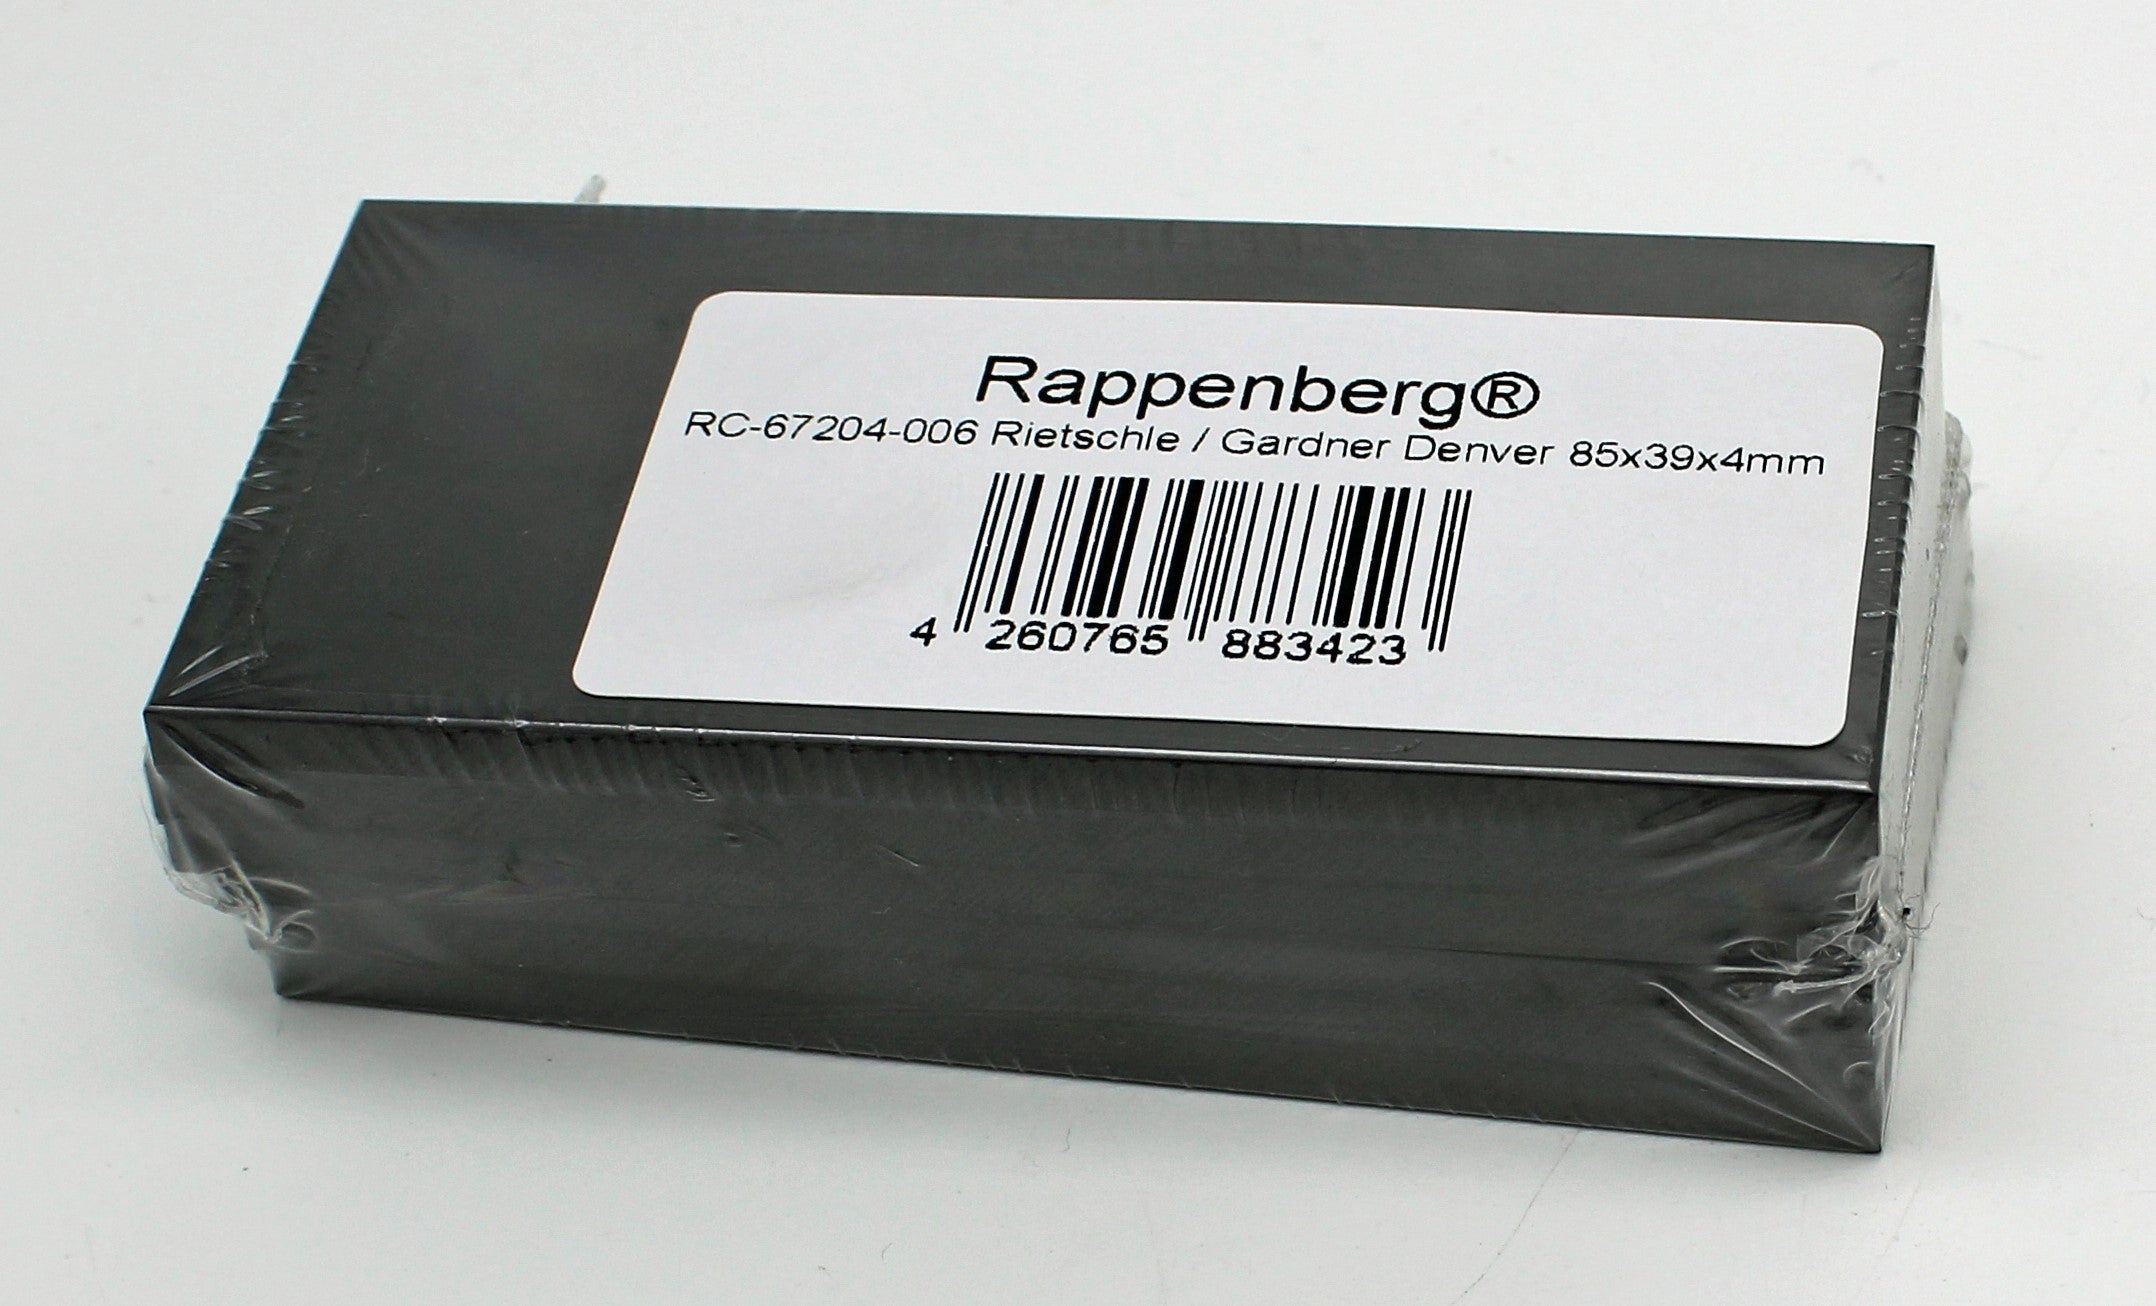 Rappenberg®
RC-67204-006 Rietschle / Gardner Denver 85x39x4mm
4 260765 883423